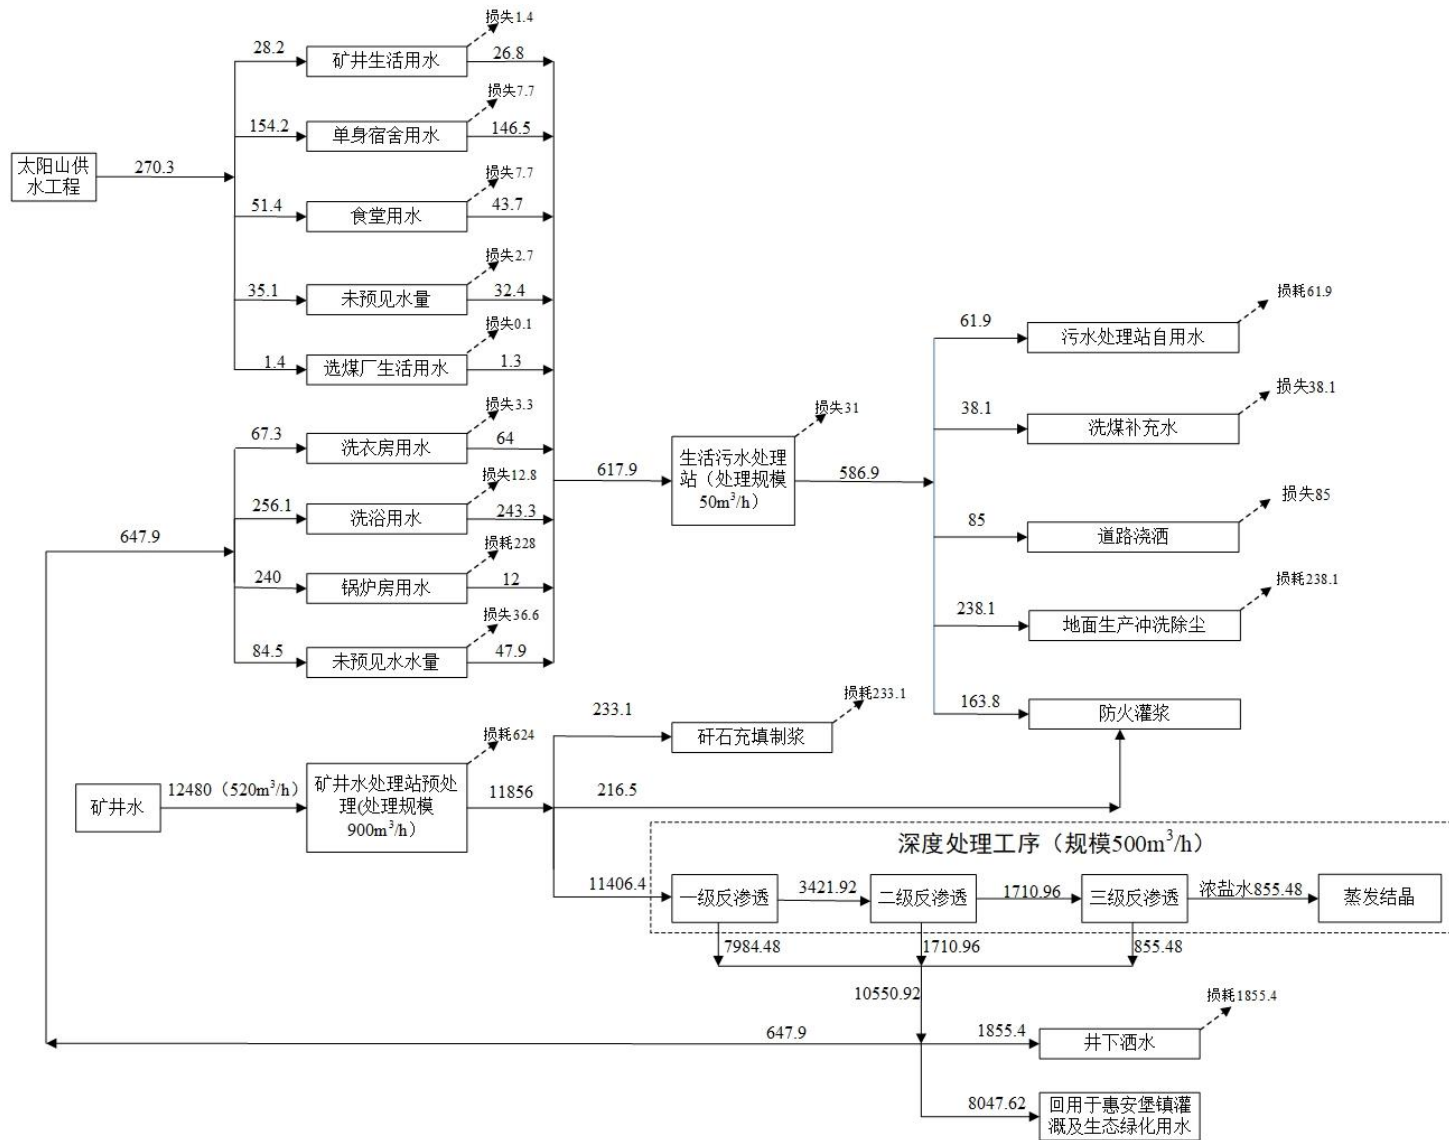 损失1.4
28.2
矿井生活用水
26.8
损失7.7
154.2
单身宿舍用水
146.5
太阳山供
水工程
270.3
损失7.7
51.4
食堂用水
43.7
损失2.7
35.1
未预见水量
32.4
损失0.1
1.4
选煤厂生活用水
1.3
损失3.3
67.3
洗衣房用水
64
损失12.8
256.1
洗浴用水
243.3
647.9
损耗228
240
锅炉房用水
12
损失36.6
84.5
未预见水水量
47.9
617.9
生活污水处理
站（处理规模
50m³/h）
损失31
586.9
61.9
污水处理站自用水
损耗61.9
38.1
洗煤补充水
损失38.1
85
道路浇洒
损失85
238.1
地面生产冲洗除尘
损耗238.1
163.8
防火灌浆
矿井水
12480（520m³/h）
矿井水处理站预处
理(处理规模
900m³/h）
损耗624
11856
233.1
矸石充填制浆
损耗233.1
216.5
深度处理工序（规模500m³/h）
11406.4
一级反渗透
3421.92
二级反渗透
1710.96
三级反渗透
浓盐水855.48
蒸发结晶
7984.48
1710.96
855.48
10550.92
647.9
1855.4
井下洒水
损耗1855.4
8047.62
回用于惠安堡镇灌
溉及生态绿化用水